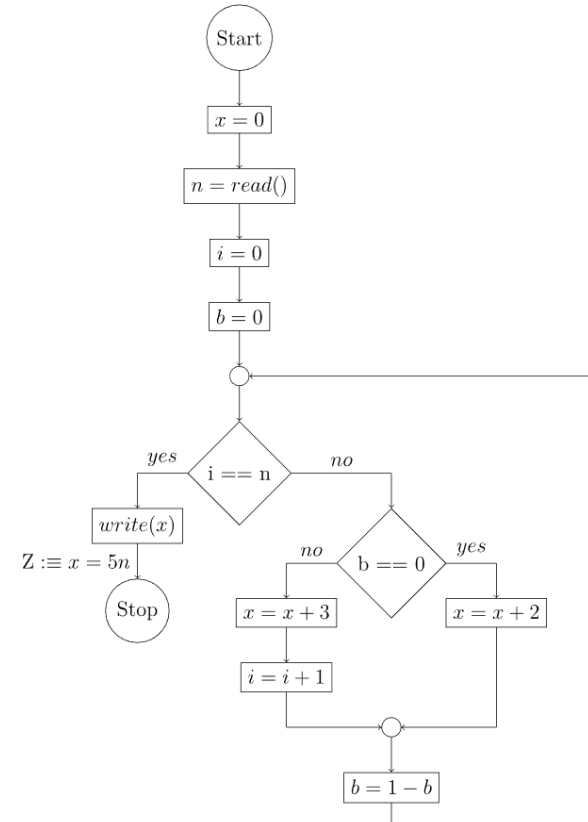 Start
x = 0
n = read()
i = 0
b = 0
yes
i == n
no
write(x)
Z :≡ x = 5n
Stop
no
b == 0
yes
x = x + 3
x = x + 2
i = i + 1
b = 1 − b